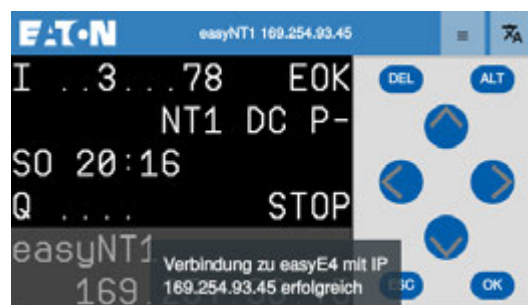 EATON
easyNT1 169.254.93.45
I ..3...78 EOK
NT1 DC P-
SO 20:16
Q .... STOP
easyNT1
169.
DEL
ALT
OK
Verbindung zu easyE4 mit IP
169.254.93.45 erfolgreich